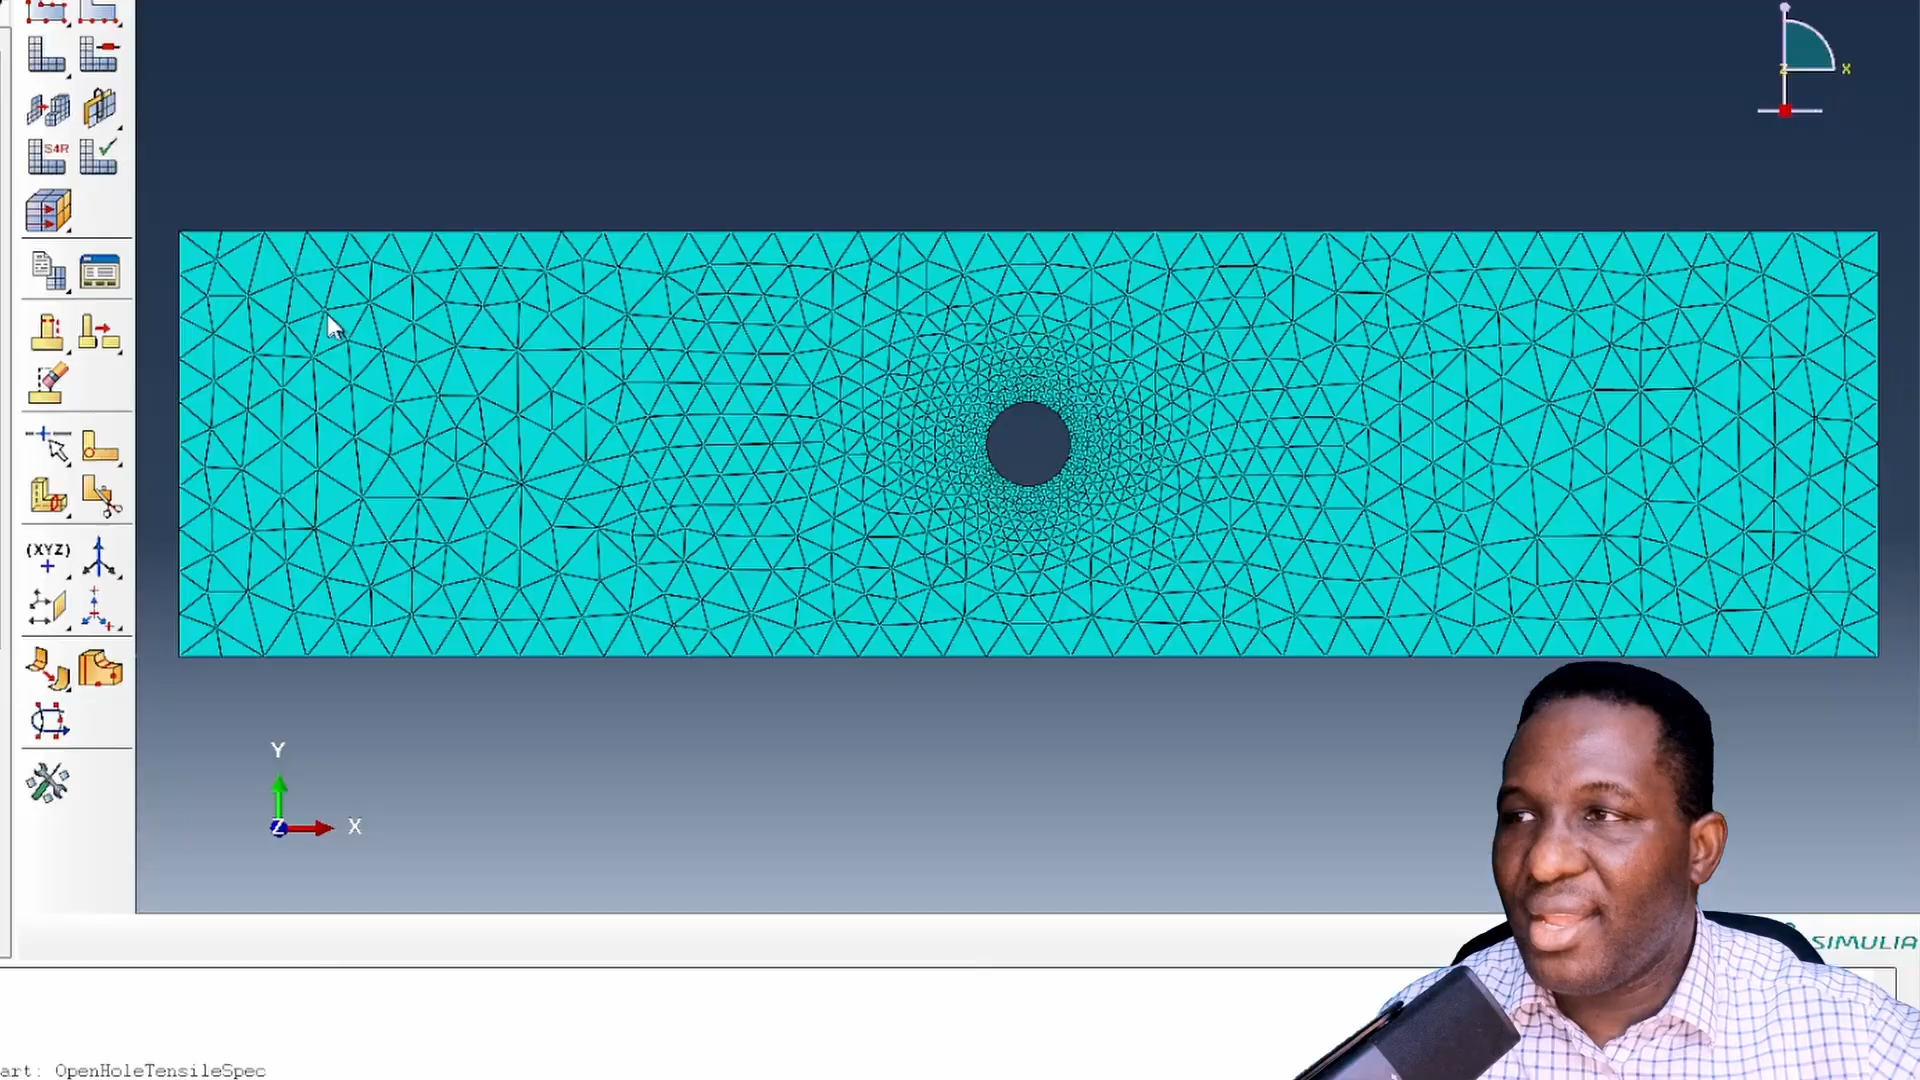 X
Z
S4R
(XYZ)
Y
Z
X
SIMULIA
art: OpenHoleTensileSpec